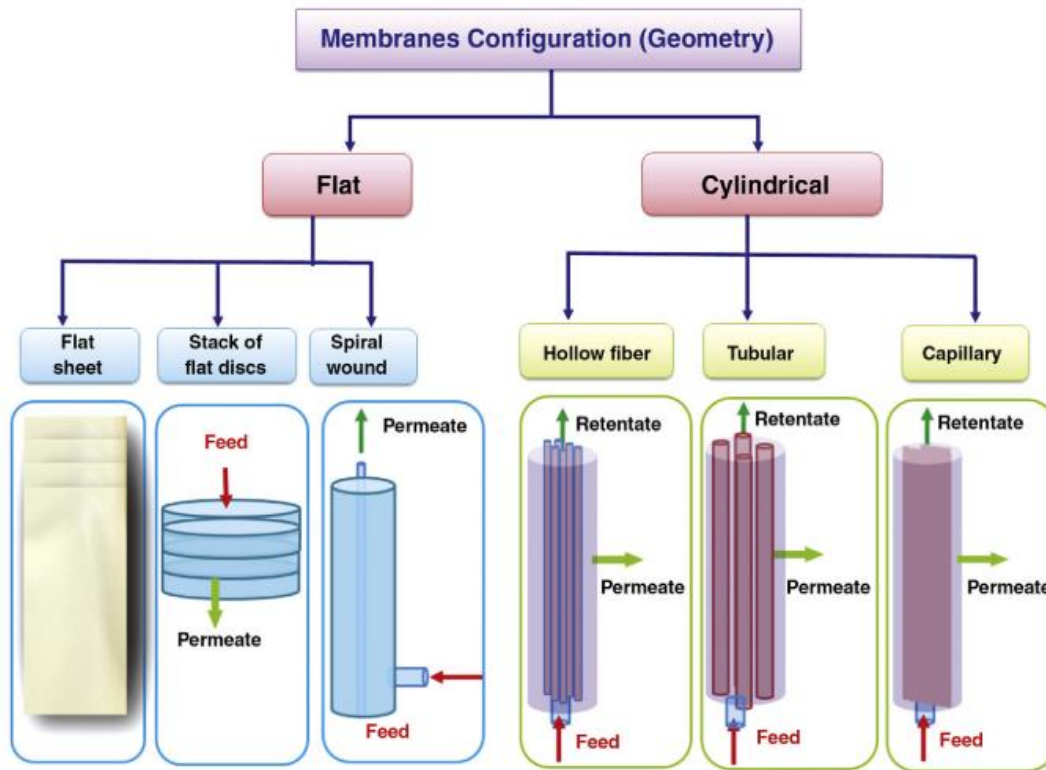 Membranes Configuration (Geometry)
Flat
Cylindrical
Flat
sheet
Stack of
flat discs
Spiral
wound
Hollow fiber
Tubular
Capillary
Feed
Permeate
Permeate
Feed
Retentate
Permeate
Feed
Retentate
Permeate
Feed
Retentate
Permeate
Feed